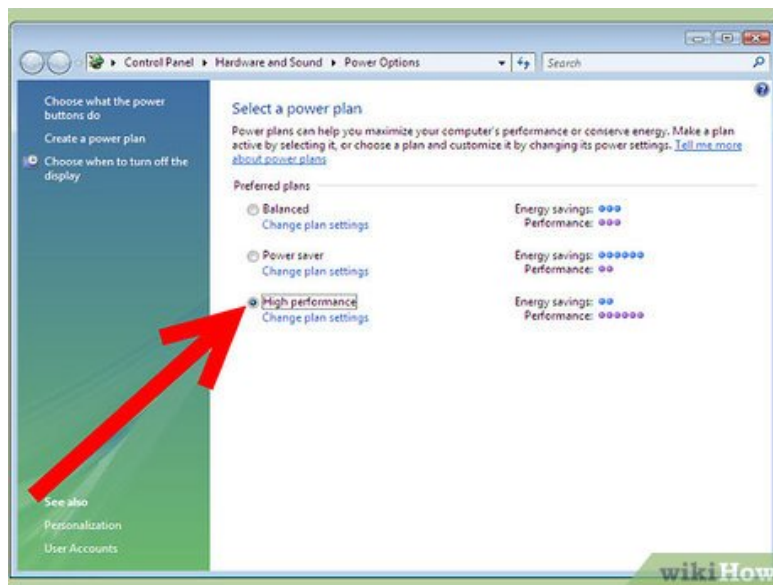 Control Panel ▸ Hardware and Sound ▸ Power Options
Search
Choose what the power
buttons do
Create a power plan
Choose when to turn off the
display
Select a power plan
Power plans can help you maximize your computer's performance or conserve energy. Make a plan
active by selecting it, or choose a plan and customize it by changing its power settings. Tell me more
about power plans
Preferred plans
Balanced Energy savings:
Change plan settings Performance:
Power saver Energy savings:
Change plan settings Performance:
High performance Energy savings:
Change plan settings Performance:
See also
Personalization
User Accounts
wikiHow